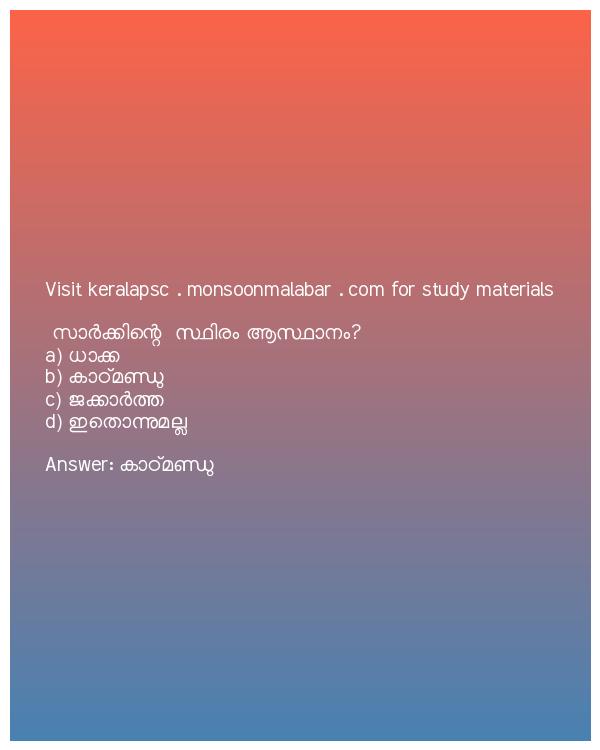 Visit keralapsc . monsoonmalabar . com for study materials
സാർക്കിന്റെ സ്ഥിരം ആസ്ഥാനം?
a) ധാക്ക
b) കാഠ്മണ്ഡു
c) ജക്കാർത്ത
d) ഇതൊന്നുമല്ല
Answer: കാഠ്മണ്ഡു